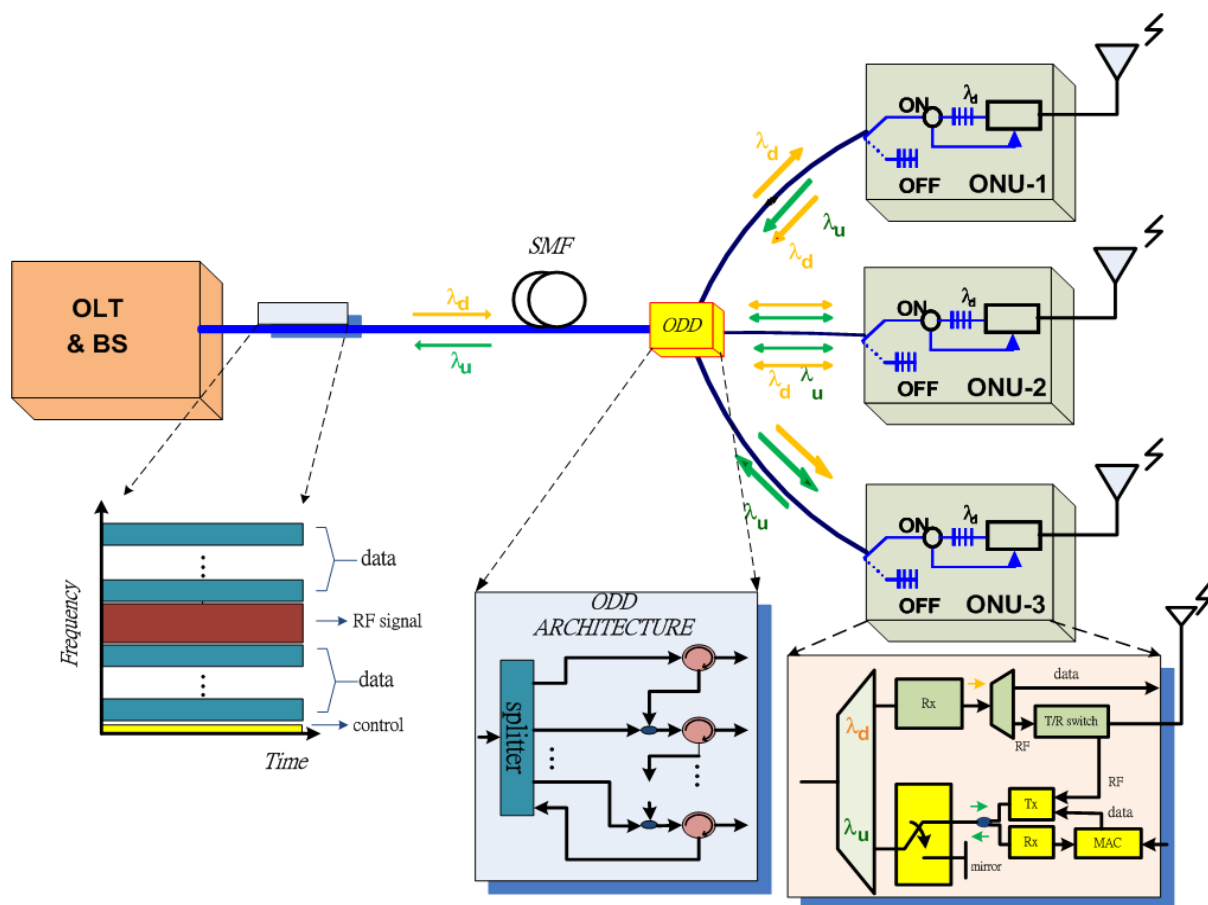 OLT
& BS
λd
λu
SMF
ODD
λd
λu
λd
λd
λu
λu
ON
λd
OFF
ONU-1
ON
λd
OFF
ONU-2
ON
λd
OFF
ONU-3
Frequency
Time
data
RF signal
data
control
ODD
ARCHITECTURE
splitter
λd
λu
Rx
data
T/R switch
RF
RF
Tx
data
Rx
MAC
mirror